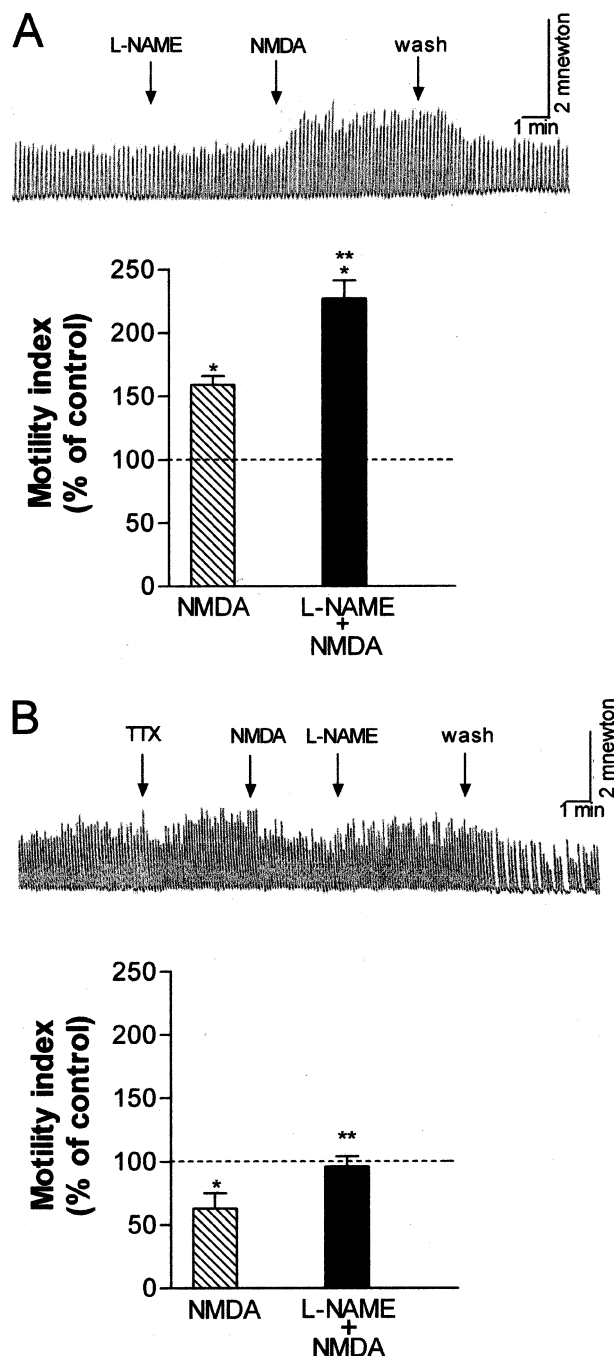 A
L-NAME NMDA wash
1 min
2 mnewton
250
200
150
100
50
0
Motility index
(% of control)
*
**
*
NMDA L-NAME
+
NMDA
B
TTX NMDA L-NAME wash
1 min
2 mnewton
250
200
150
100
50
0
Motility index
(% of control)
*
**
NMDA L-NAME
+
NMDA